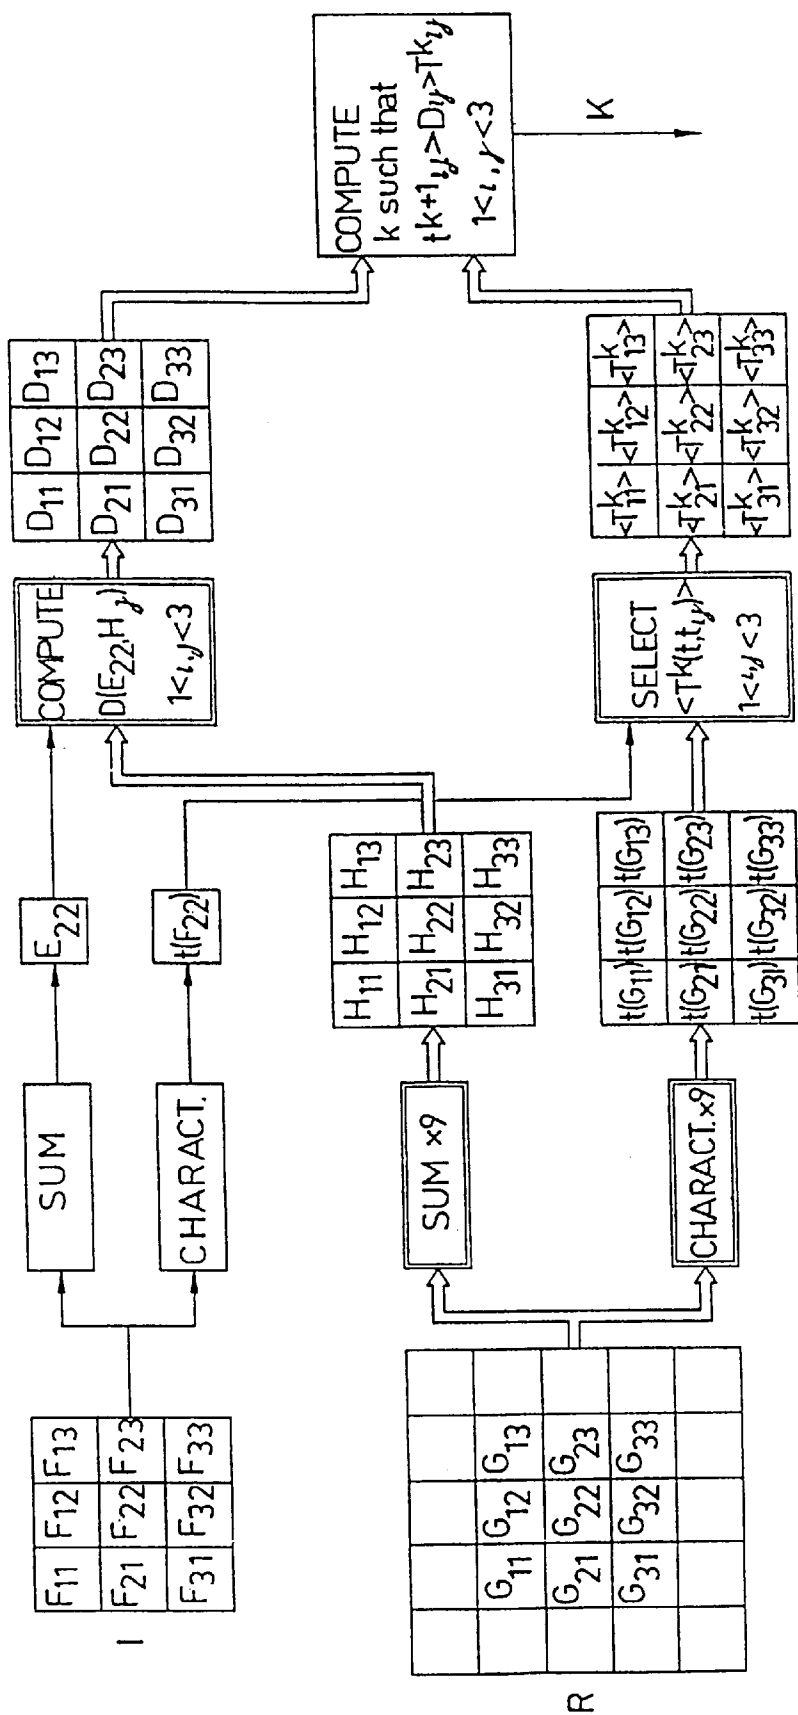 I
F11 F12 F13
F21 F22 F23
F31 F32 F33
SUM
CHARACT.
E22
t(F22)
COMPUTE
D(E22,H j)
1<i,j<3
D11 D12 D13
D21 D22 D23
D31 D32 D33
R
G11 G12 G13
G21 G22 G23
G31 G32 G33
SUM ×9
CHARACT.×9
H11 H12 H13
H21 H22 H23
H31 H32 H33
t(G11) t(G12) t(G13)
t(G21) t(G22) t(G23)
t(G31) t(G32) t(G33)
SELECT
<Tk(t,tij)>
1<i,j<3
<Tk11> <Tk12> <Tk13>
<Tk21> <Tk22> <Tk23>
<Tk31> <Tk32> <Tk33>
COMPUTE
k such that
tk+1ij>Dij>Tkij
1<i,j<3
K